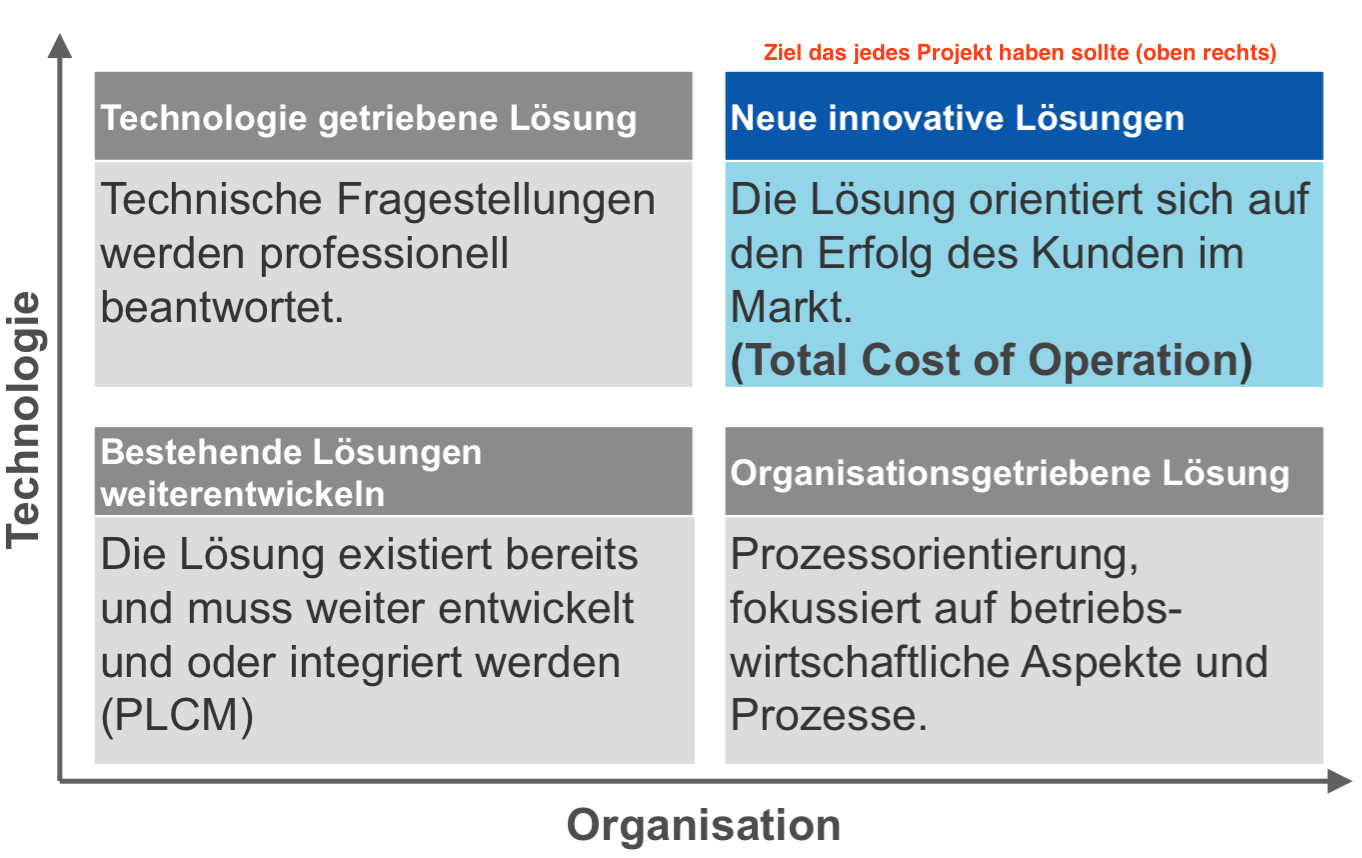 Ziel das jedes Projekt haben sollte (oben rechts)
Technologie getriebene Lösung
Technische Fragestellungen
werden professionell
beantwortet.
Neue innovative Lösungen
Die Lösung orientiert sich auf
den Erfolg des Kunden im
Markt.
(Total Cost of Operation)
Technologie
Bestehende Lösungen
weiterentwickeln
Die Lösung existiert bereits
und muss weiter entwickelt
und oder integriert werden
(PLCM)
Organisationsgetriebene Lösung
Prozessorientierung,
fokussiert auf betriebs-
wirtschaftliche Aspekte und
Prozesse.
Organisation